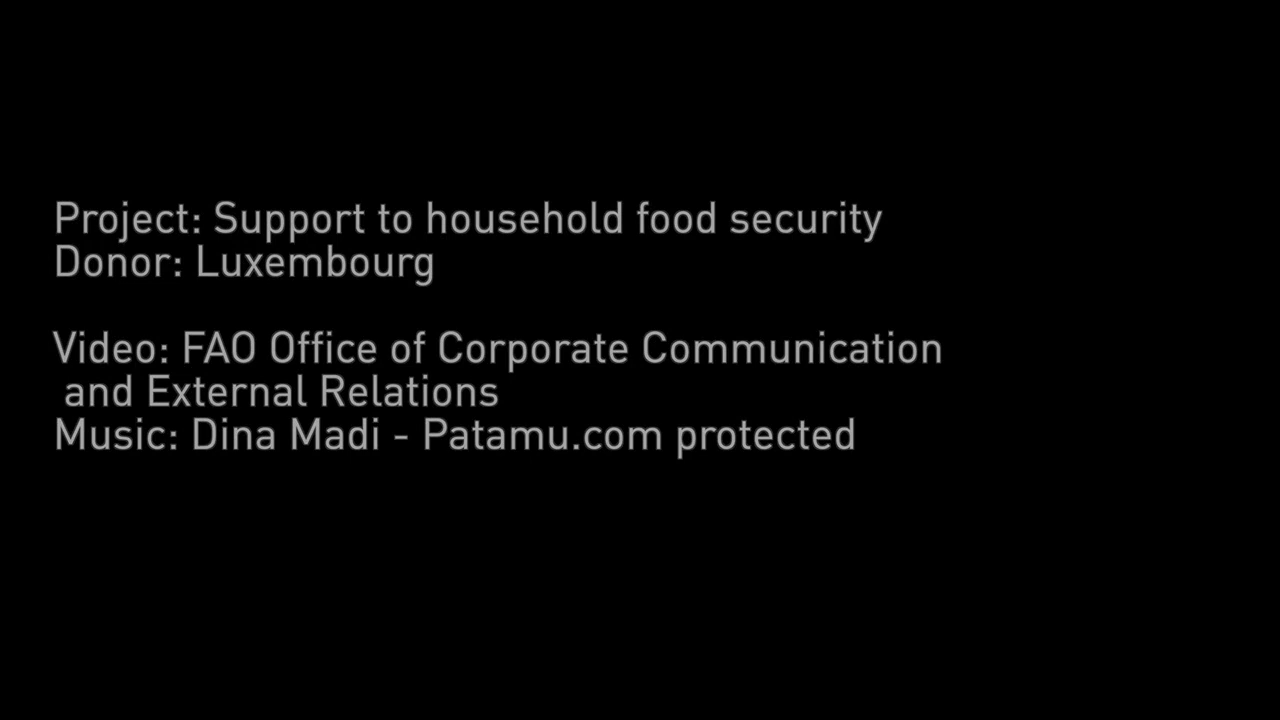 Project: Support to household food security
Donor: Luxembourg
Video: FAO Office of Corporate Communication
and External Relations
Music: Dina Madi - Patamu.com protected